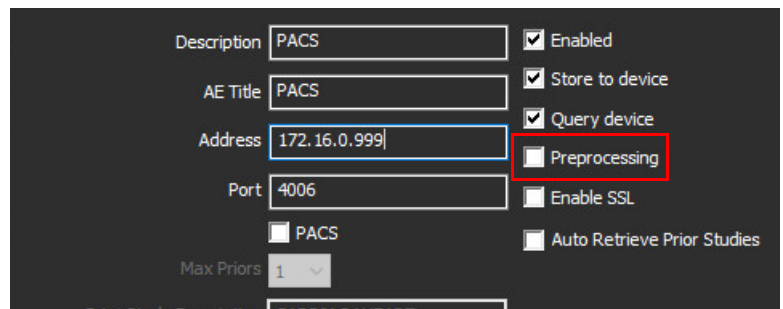 Description PACS Enabled
AE Title PACS Store to device
Query device
Address 172.16.0.999
Preprocessing
Port 4006 Enable SSL
PACS Auto Retrieve Prior Studies
Max Priors 1